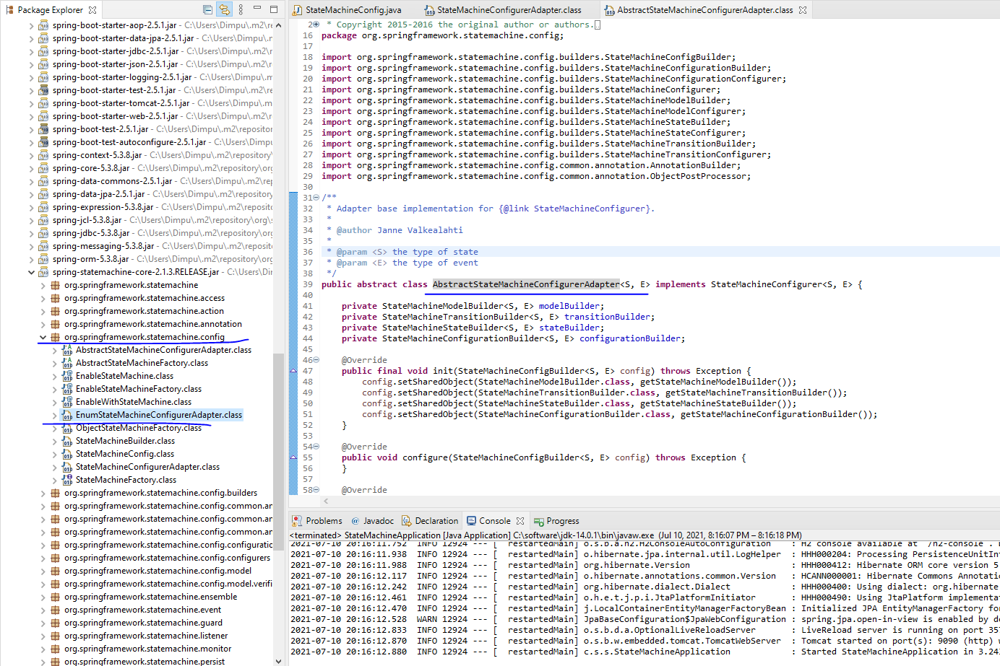 Package Explorer
spring-boot-starter-aop-2.5.1.jar - C:\Users\Dimpu\.m2\rep
spring-boot-starter-data-jpa-2.5.1.jar - C:\Users\Dimpu\.
spring-boot-starter-jdbc-2.5.1.jar - C:\Users\Dimpu\.m2\re
spring-boot-starter-json-2.5.1.jar - C:\Users\Dimpu\.m2\r
spring-boot-starter-logging-2.5.1.jar - C:\Users\Dimpu\.m
spring-boot-starter-test-2.5.1.jar - C:\Users\Dimpu\.m2\re
spring-boot-starter-tomcat-2.5.1.jar - C:\Users\Dimpu\.m
spring-boot-starter-web-2.5.1.jar - C:\Users\Dimpu\.m2\r
spring-boot-test-2.5.1.jar - C:\Users\Dimpu\.m2\repositor
spring-boot-test-autoconfigure-2.5.1.jar - C:\Users\Dimp
spring-context-5.3.8.jar - C:\Users\Dimpu\.m2\repository\
spring-core-5.3.8.jar - C:\Users\Dimpu\.m2\repository\org
spring-data-commons-2.5.1.jar - C:\Users\Dimpu\.m2\rep
spring-data-jpa-2.5.1.jar - C:\Users\Dimpu\.m2\repository
spring-expression-5.3.8.jar - C:\Users\Dimpu\.m2\reposito
spring-jcl-5.3.8.jar - C:\Users\Dimpu\.m2\repository\org\s
spring-jdbc-5.3.8.jar - C:\Users\Dimpu\.m2\repository\org
spring-messaging-5.3.8.jar - C:\Users\Dimpu\.m2\reposito
spring-orm-5.3.8.jar - C:\Users\Dimpu\.m2\repository\org
spring-statemachine-core-2.1.3.RELEASE.jar - C:\Users\Di
org.springframework.statemachine
org.springframework.statemachine.access
org.springframework.statemachine.action
org.springframework.statemachine.annotation
org.springframework.statemachine.config
AbstractStateMachineConfigurerAdapter.class
AbstractStateMachineFactory.class
EnableStateMachine.class
EnableStateMachineFactory.class
EnableWithStateMachine.class
EnumStateMachineConfigurerAdapter.class
ObjectStateMachineFactory.class
StateMachineBuilder.class
StateMachineConfig.class
StateMachineConfigurerAdapter.class
StateMachineFactory.class
org.springframework.statemachine.config.builders
org.springframework.statemachine.config.common.an
org.springframework.statemachine.config.common.an
org.springframework.statemachine.config.common.an
org.springframework.statemachine.config.configuratic
org.springframework.statemachine.config.configurers
org.springframework.statemachine.config.model
org.springframework.statemachine.config.model.verifi
org.springframework.statemachine.ensemble
org.springframework.statemachine.event
org.springframework.statemachine.guard
org.springframework.statemachine.listener
org.springframework.statemachine.monitor
org.springframework.statemachine.persist
StateMachineConfig.java StateMachineConfigurerAdapter.class AbstractStateMachineConfigurerAdapter.class
2 * Copyright 2015-2016 the original author or authors.
16 package org.springframework.statemachine.config;
17
18 import org.springframework.statemachine.config.builders.StateMachineConfigBuilder;
19 import org.springframework.statemachine.config.builders.StateMachineConfigurationBuilder;
20 import org.springframework.statemachine.config.builders.StateMachineConfigurationConfigurer;
21 import org.springframework.statemachine.config.builders.StateMachineConfigurer;
22 import org.springframework.statemachine.config.builders.StateMachineModelBuilder;
23 import org.springframework.statemachine.config.builders.StateMachineModelConfigurer;
24 import org.springframework.statemachine.config.builders.StateMachineStateBuilder;
25 import org.springframework.statemachine.config.builders.StateMachineStateConfigurer;
26 import org.springframework.statemachine.config.builders.StateMachineTransitionBuilder;
27 import org.springframework.statemachine.config.builders.StateMachineTransitionConfigurer;
28 import org.springframework.statemachine.config.common.annotation.AnnotationBuilder;
29 import org.springframework.statemachine.config.common.annotation.ObjectPostProcessor;
30
31 /**
32 * Adapter base implementation for {@link StateMachineConfigurer}.
33 *
34 * @author Janne Valkealahti
35 *
36 * @param <S> the type of state
37 * @param <E> the type of event
38 */
39 public abstract class AbstractStateMachineConfigurerAdapter<S, E> implements StateMachineConfigurer<S, E> {
40
41 private StateMachineModelBuilder<S, E> modelBuilder;
42 private StateMachineTransitionBuilder<S, E> transitionBuilder;
43 private StateMachineStateBuilder<S, E> stateBuilder;
44 private StateMachineConfigurationBuilder<S, E> configurationBuilder;
45
46 @Override
47 public final void init(StateMachineConfigBuilder<S, E> config) throws Exception {
48 config.setSharedObject(StateMachineModelBuilder.class, getStateMachineModelBuilder());
49 config.setSharedObject(StateMachineTransitionBuilder.class, getStateMachineTransitionBuilder());
50 config.setSharedObject(StateMachineStateBuilder.class, getStateMachineStateBuilder());
51 config.setSharedObject(StateMachineConfigurationBuilder.class, getStateMachineConfigurationBuilder());
52 }
53
54 @Override
55 public void configure(StateMachineConfigBuilder<S, E> config) throws Exception {
56 }
57
58 @Override
Problems Javadoc Declaration Console Progress
<terminated> StateMachineApplication [Java Application] C:\software\jdk-14.0.1\bin\javaw.exe (Jul 10, 2021, 8:16:07 PM – 8:16:18 PM)
2021-07-10 20:16:11.752 INFO 12924 --- [ restartedMain] o.s.b.a.h2.H2ConsoleAutoConfiguration : H2 console available at '/h2-console'.
2021-07-10 20:16:11.938 INFO 12924 --- [ restartedMain] o.hibernate.jpa.internal.util.LogHelper : HHH000204: Processing PersistenceUnitIn
2021-07-10 20:16:11.988 INFO 12924 --- [ restartedMain] org.hibernate.Version : HHH000412: Hibernate ORM core version 5
2021-07-10 20:16:12.117 INFO 12924 --- [ restartedMain] o.hibernate.annotations.common.Version : HCANN000001: Hibernate Commons Annotatio
2021-07-10 20:16:12.242 INFO 12924 --- [ restartedMain] org.hibernate.dialect.Dialect : HHH000400: Using dialect: org.hibernate
2021-07-10 20:16:12.461 INFO 12924 --- [ restartedMain] o.h.e.t.j.p.i.JtaPlatformInitiator : HHH000490: Using JtaPlatform implementa
2021-07-10 20:16:12.470 INFO 12924 --- [ restartedMain] j.LocalContainerEntityManagerFactoryBean : Initialized JPA EntityManagerFactory for
2021-07-10 20:16:12.528 WARN 12924 --- [ restartedMain] JpaBaseConfiguration$JpaWebConfiguration : spring.jpa.open-in-view is enabled by de
2021-07-10 20:16:12.833 INFO 12924 --- [ restartedMain] o.s.b.d.a.OptionalLiveReloadServer : LiveReload server is running on port 357
2021-07-10 20:16:12.870 INFO 12924 --- [ restartedMain] o.s.b.w.embedded.tomcat.TomcatWebServer : Tomcat started on port(s): 9090 (http) w
2021-07-10 20:16:12.880 INFO 12924 --- [ restartedMain] c.s.s.StateMachineApplication : Started StateMachineApplication in 3.24